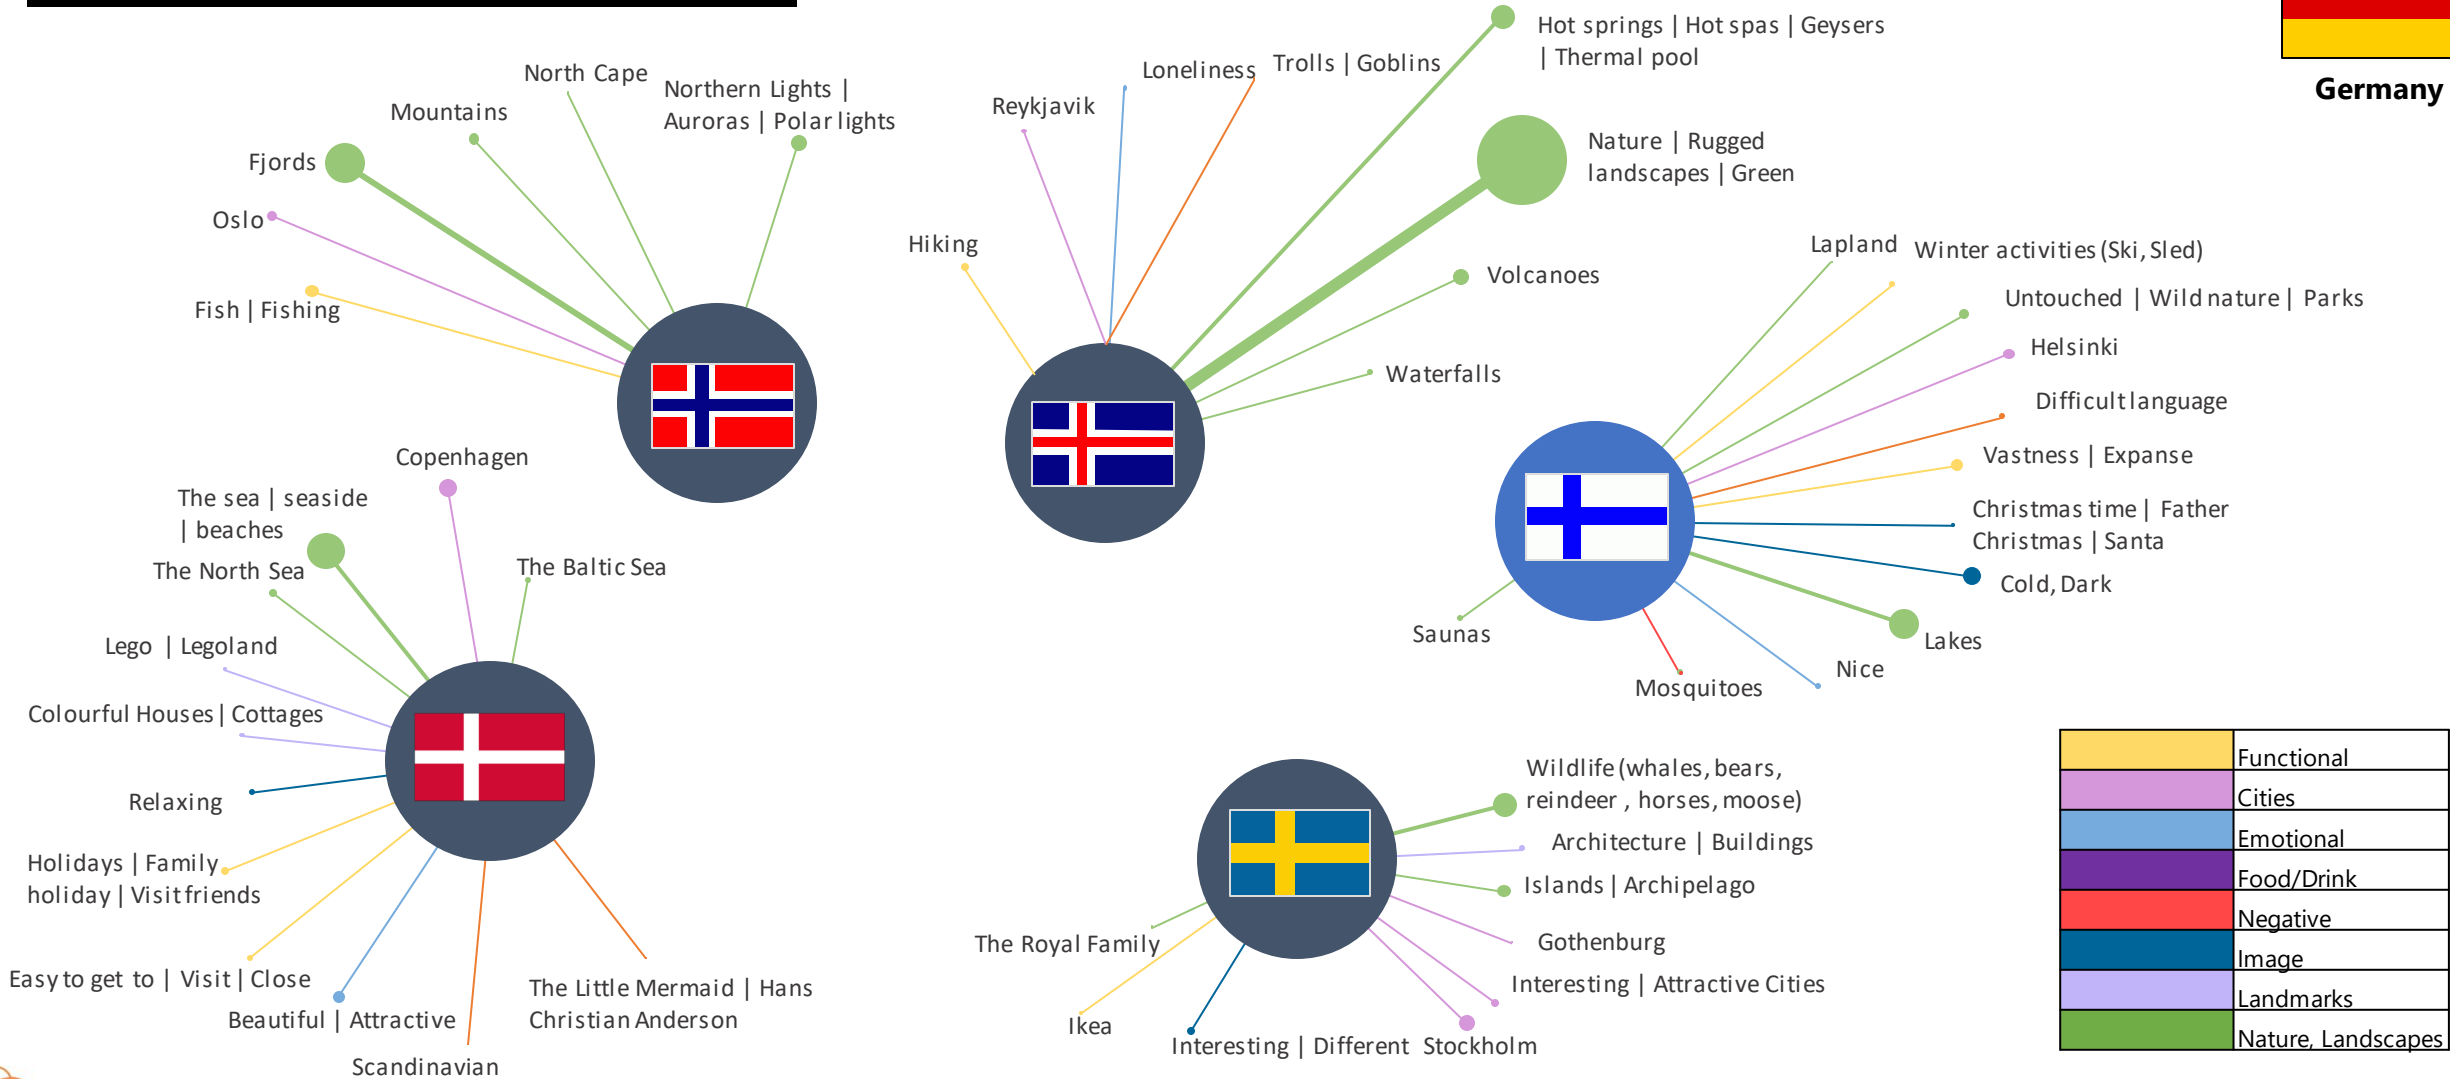 Germany
North Cape
Northern Lights |
Auroras | Polar lights
Mountains
Fjords
Oslo
Fish | Fishing
Reykjavik
Loneliness
Trolls | Goblins
Hot springs | Hot spas | Geysers
| Thermal pool
Nature | Rugged
landscapes | Green
Hiking
Volcanoes
Waterfalls
Lapland
Winter activities (Ski, Sled)
Untouched | Wild nature | Parks
Helsinki
Difficult language
Vastness | Expanse
Christmas time | Father
Christmas | Santa
Cold, Dark
Lakes
Nice
Mosquitoes
Saunas
Copenhagen
The sea | seaside
| beaches
The North Sea
The Baltic Sea
Lego | Legoland
Colourful Houses | Cottages
Relaxing
Holidays | Family
holiday | Visit friends
Easy to get to | Visit | Close
Beautiful | Attractive
Scandinavian
The Little Mermaid | Hans
Christian Anderson
Wildlife (whales, bears,
reindeer , horses, moose)
Architecture | Buildings
Islands | Archipelago
Gothenburg
Interesting | Attractive Cities
Stockholm
Interesting | Different
Ikea
The Royal Family
Functional
Cities
Emotional
Food/Drink
Negative
Image
Landmarks
Nature, Landscapes